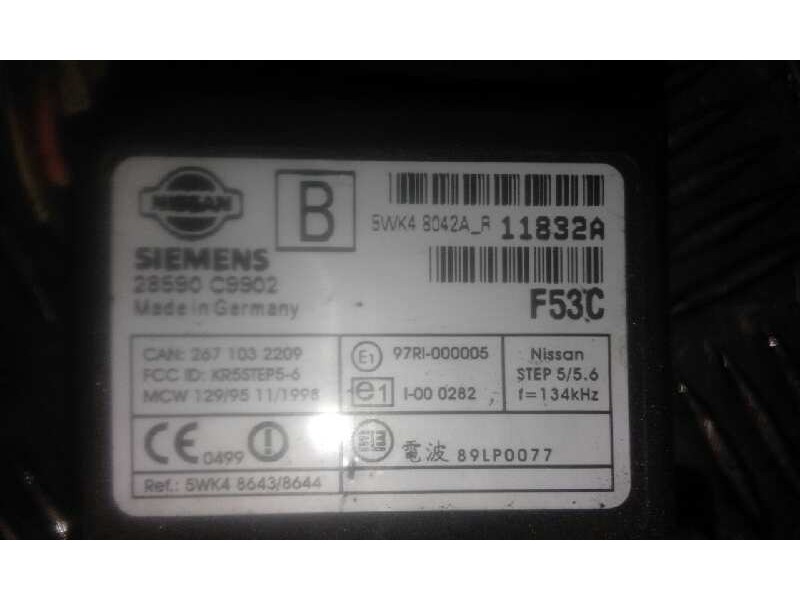 NISSAN
B
5WK4 8042A_R 11832A
SIEMENS
28590 C9902
Made in Germany
F53C
CAN: 267 103 2209
FCC ID: KR5STEP5-6
MCW 129/95 11/1998
E1 97RI-000005
e1 I-00 0282
Nissan
STEP 5/5.6
f=134kHz
CE 0499
電波 89LP0077
Ref.: 5WK4 8643/8644